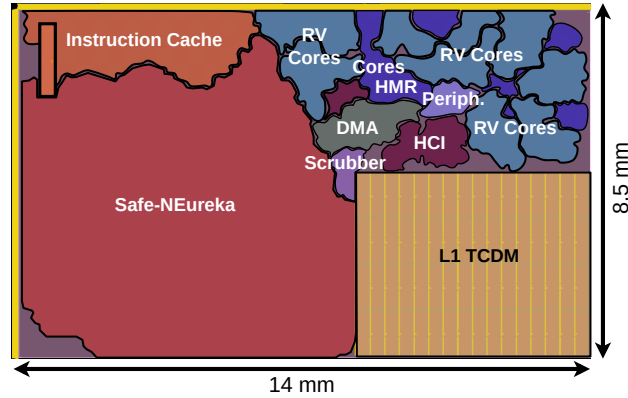 Instruction Cache
RV
Cores
RV Cores
Cores
HMR
Periph.
DMA
HCI
RV Cores
Scrubber
Safe-NEureka
L1 TCDM
8.5 mm
14 mm